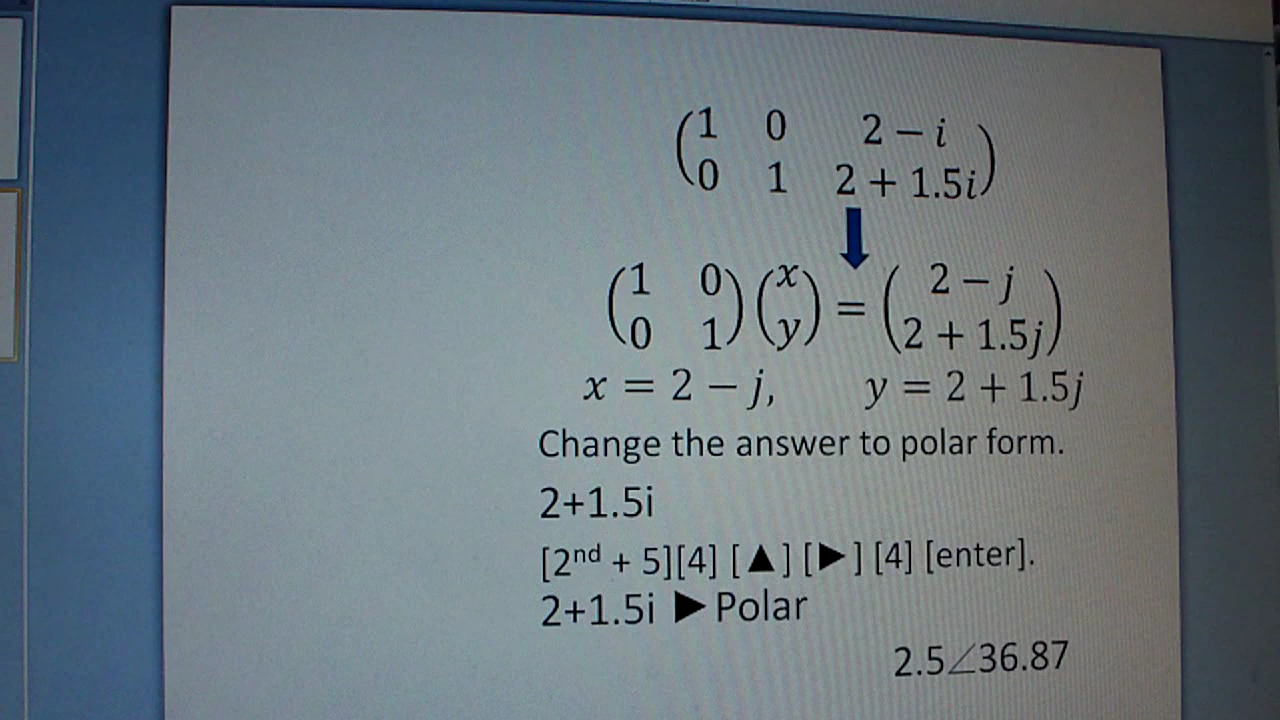 1 0 2 − i
0 1 2 + 1.5i
1 0 x = 2 − j
0 1 y 2 + 1.5j
x = 2 − j, y = 2 + 1.5j
Change the answer to polar form.
2+1.5i
[2nd + 5][4] [▲] [►] [4] [enter].
2+1.5i ►Polar
2.5∠36.87